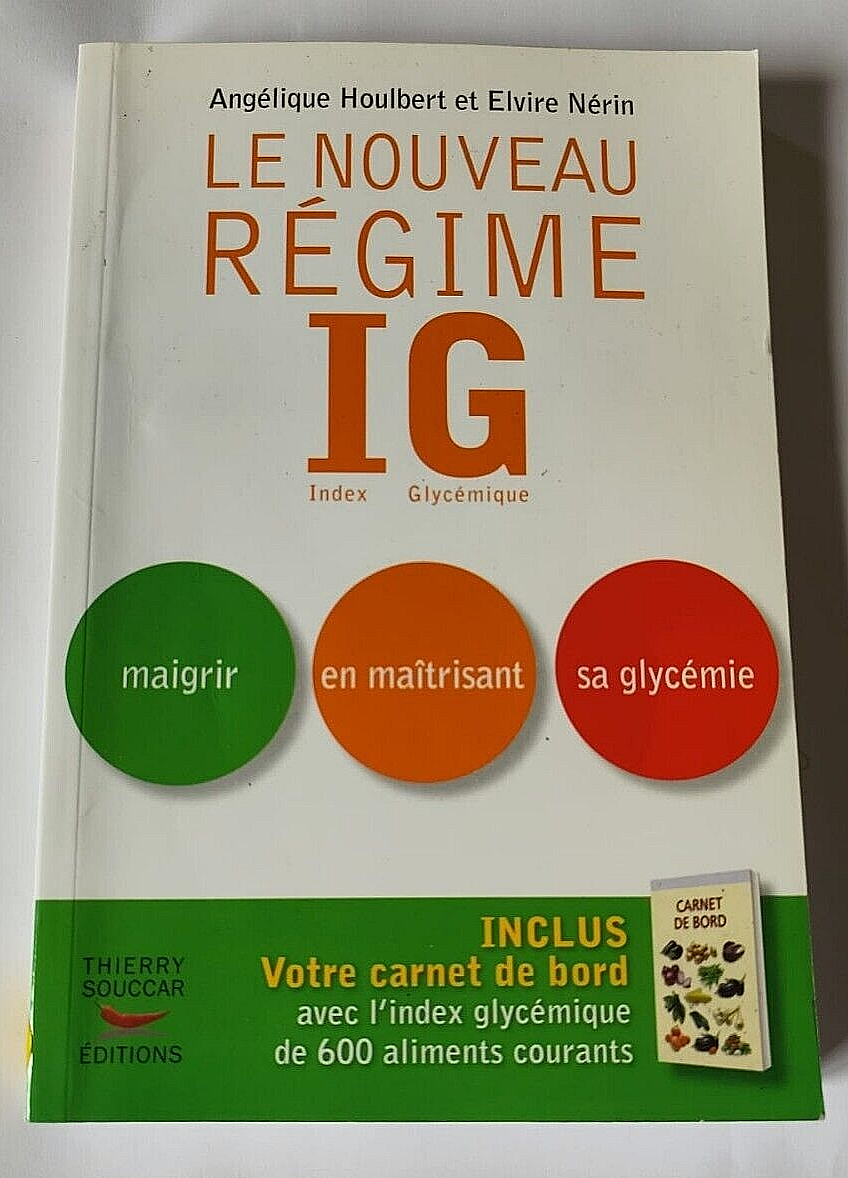 Angélique Houlbert et Elvire Nérin
LE NOUVEAU
RÉGIME
IG
Index Glycémique
maigrir
en maîtrisant
sa glycémie
INCLUS
Votre carnet de bord
avec l'index glycémique
de 600 aliments courants
CARNET
DE BORD
THIERRY
SOUCCAR
ÉDITIONS